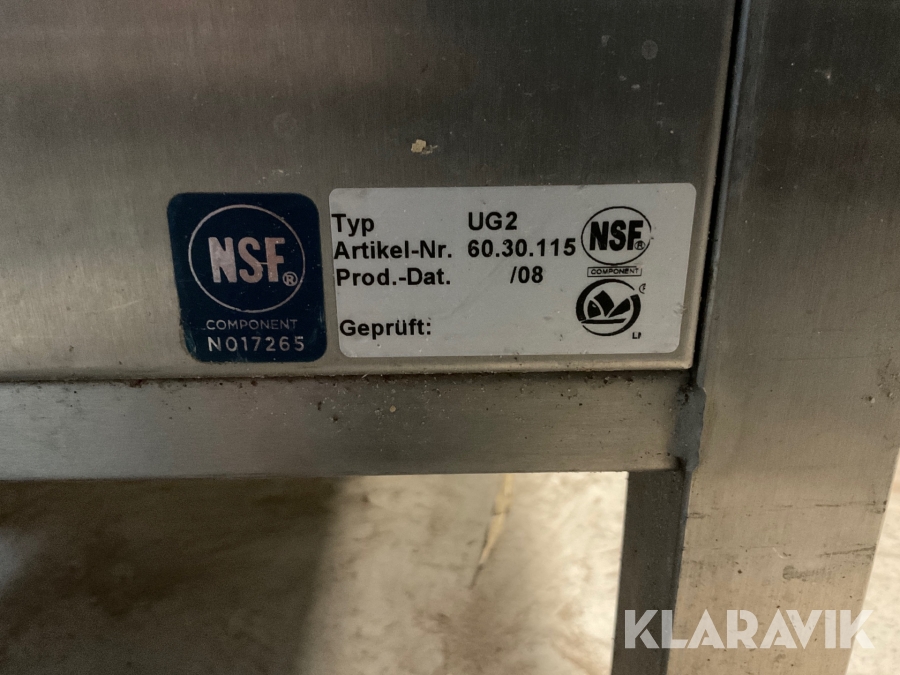 NSF®
COMPONENT
N017265
Typ UG2
Artikel-Nr. 60.30.115
Prod.-Dat. /08
Geprüft:
NSF®
COMPONENT
KLARAVIK